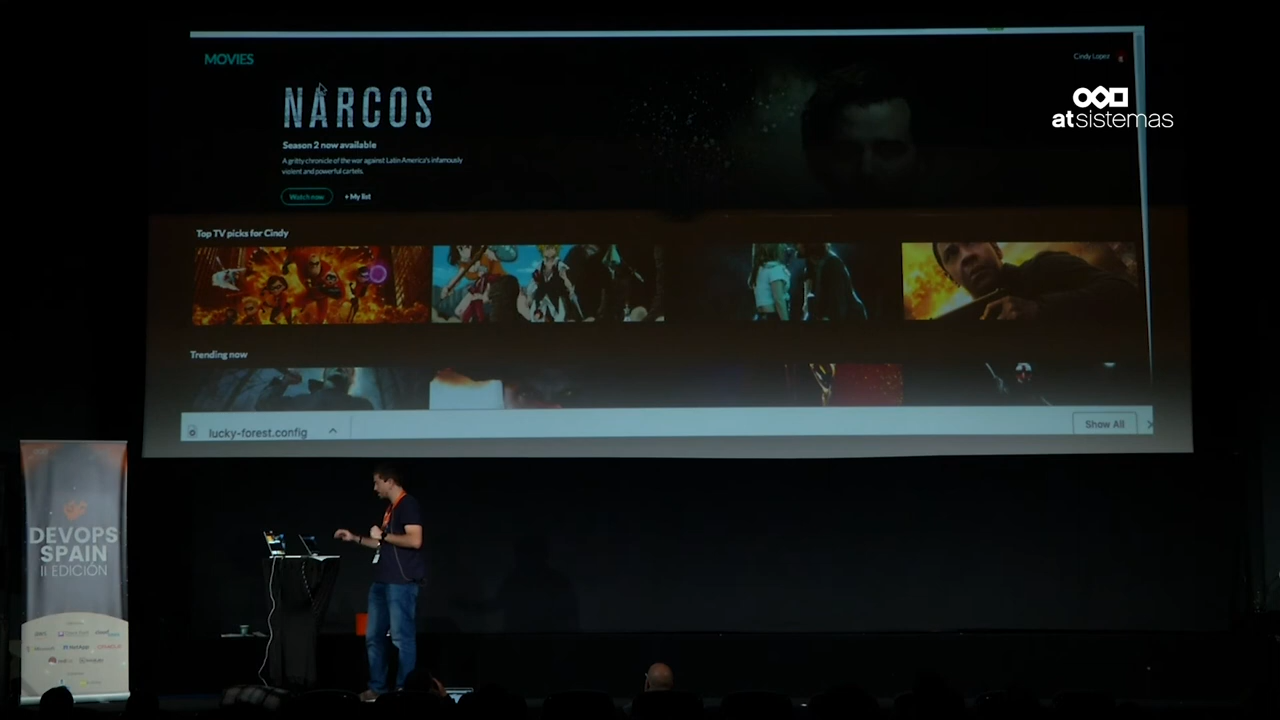 MOVIES
Cindy Lopez
NARCOS
Season 2 now available
A gritty chronicle of the war against Latin America's infamously
violent and powerful cartels.
Watch now
+ My list
Top TV picks for Cindy
Trending now
lucky-forest.config
Show All
atsistemas
DEVOPS
SPAIN
II EDICIÓN